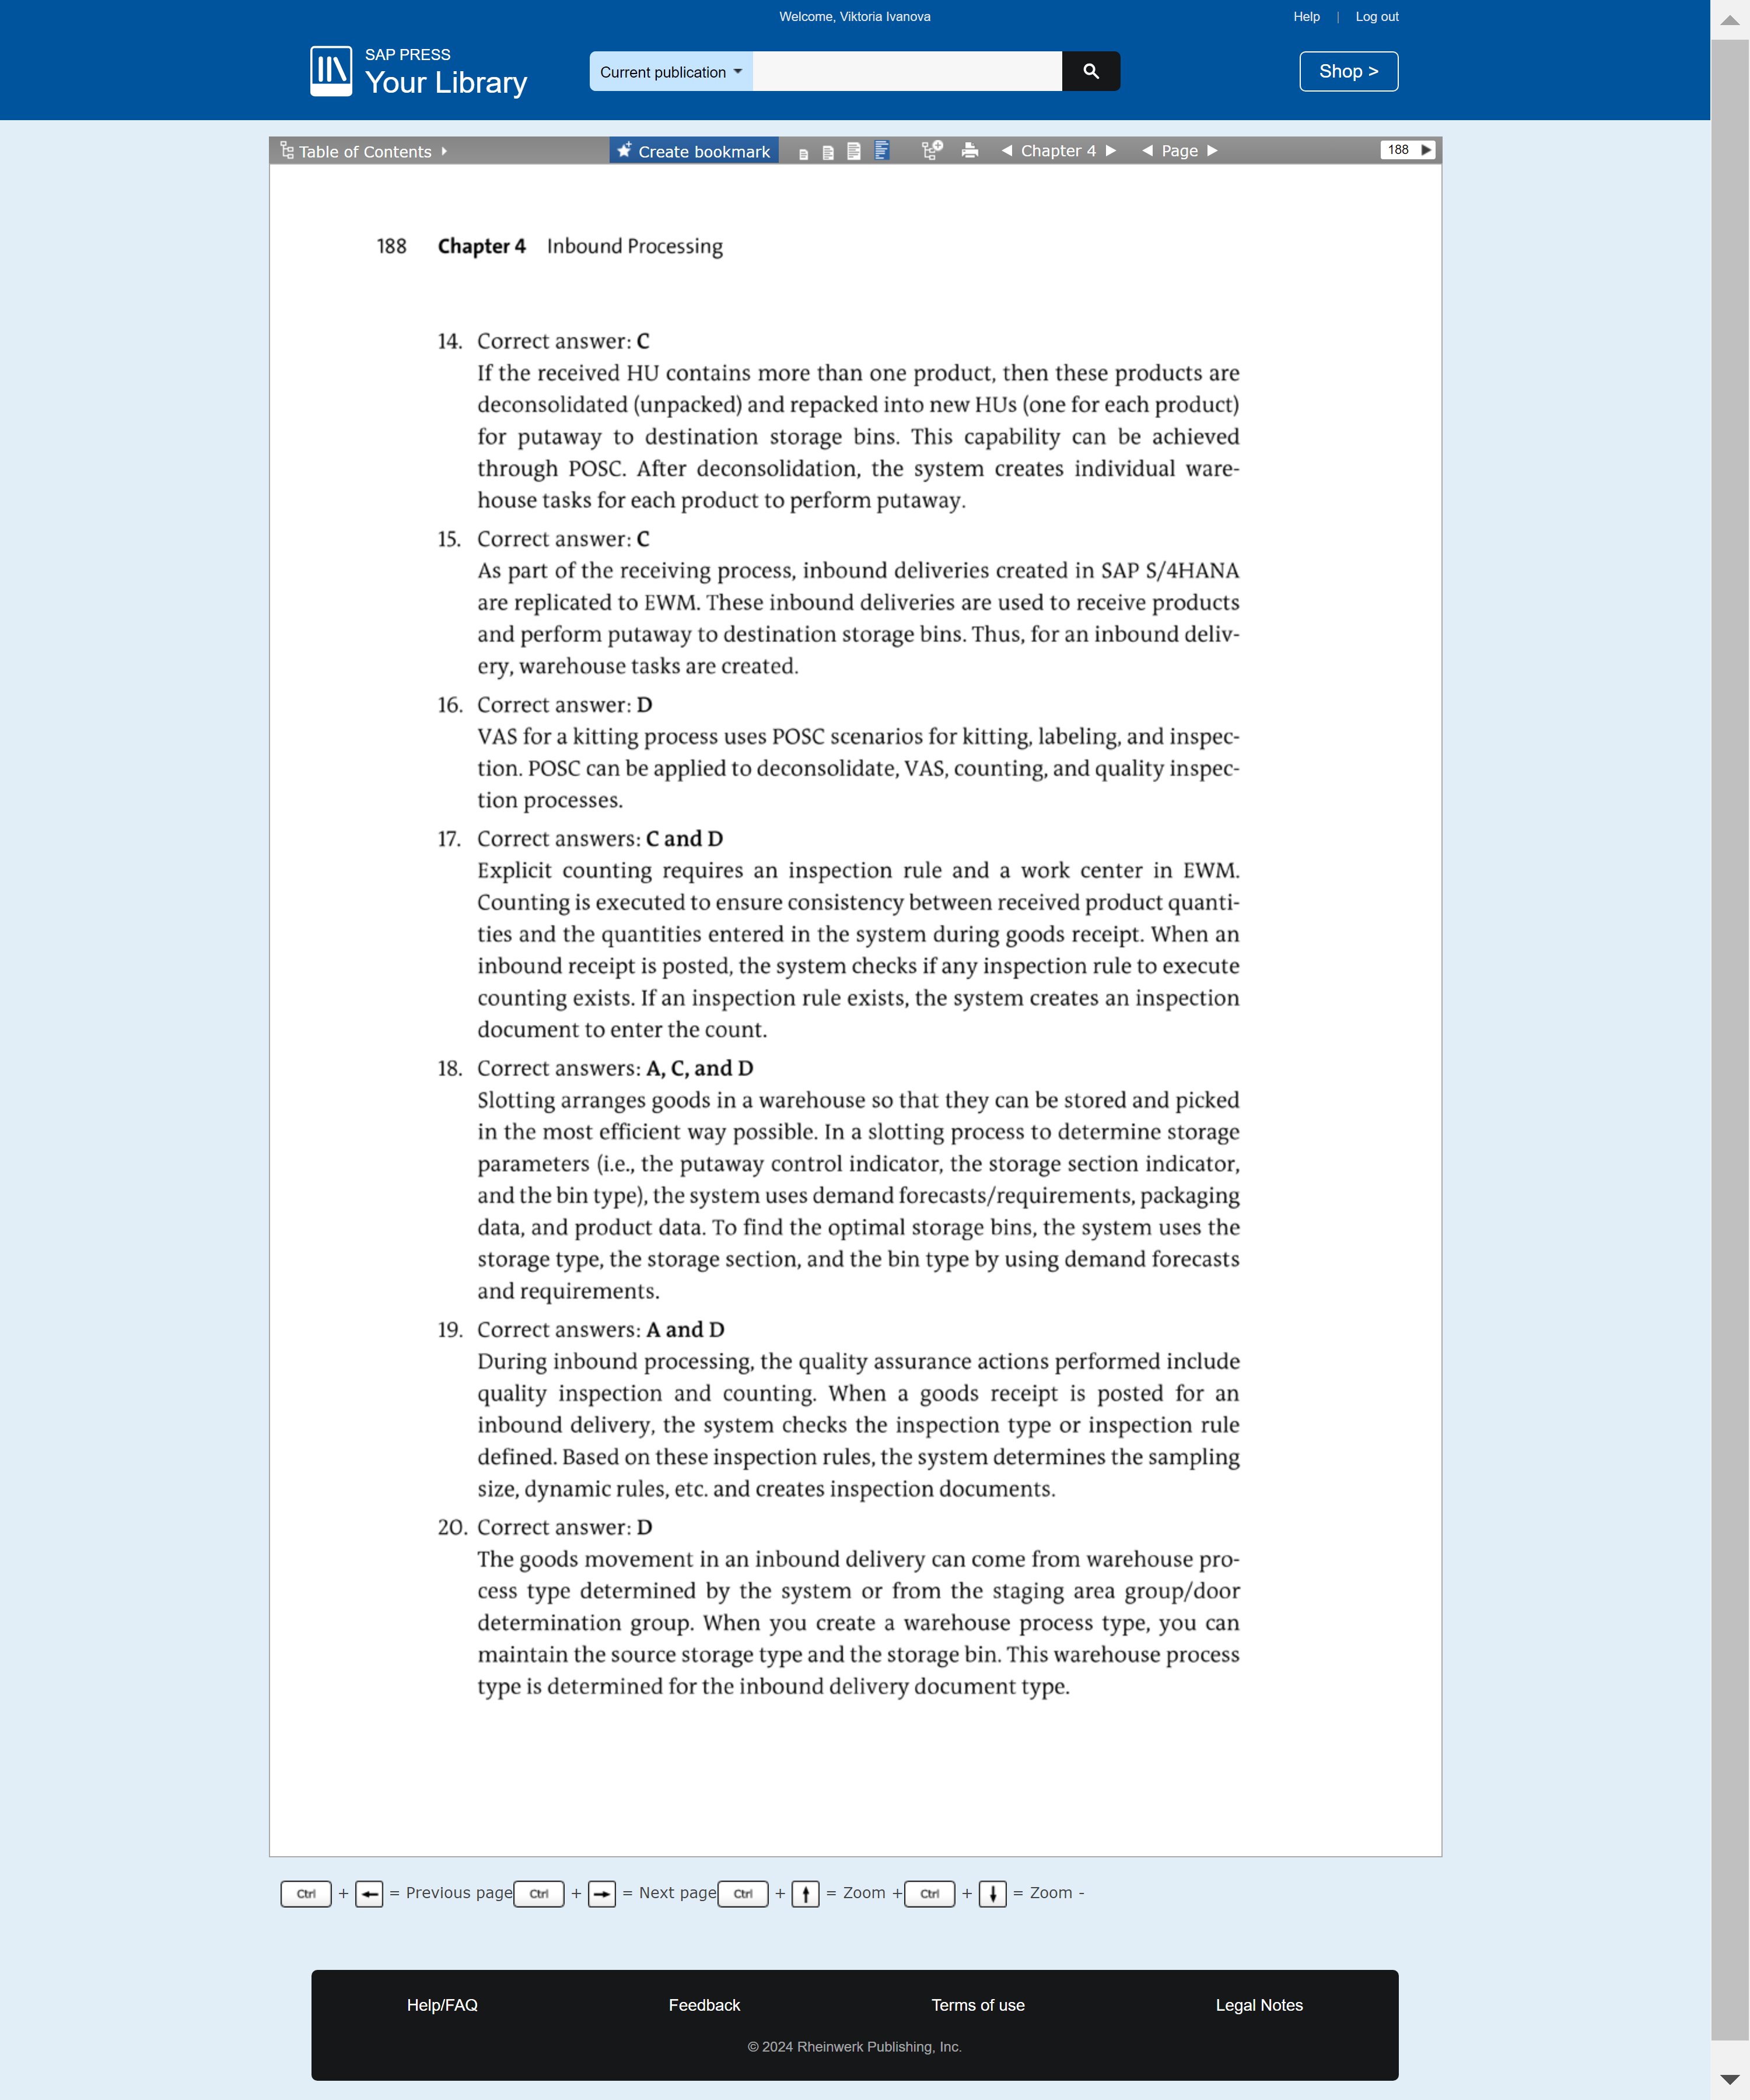 Welcome, Viktoria Ivanova
Help | Log out
SAP PRESS
Your Library
Current publication
Shop >
Table of Contents
Create bookmark
Chapter 4
Page
188
188 Chapter 4 Inbound Processing
14. Correct answer: C
If the received HU contains more than one product, then these products are
deconsolidated (unpacked) and repacked into new HUs (one for each product)
for putaway to destination storage bins. This capability can be achieved
through POSC. After deconsolidation, the system creates individual ware-
house tasks for each product to perform putaway.
15. Correct answer: C
As part of the receiving process, inbound deliveries created in SAP S/4HANA
are replicated to EWM. These inbound deliveries are used to receive products
and perform putaway to destination storage bins. Thus, for an inbound deliv-
ery, warehouse tasks are created.
16. Correct answer: D
VAS for a kitting process uses POSC scenarios for kitting, labeling, and inspec-
tion. POSC can be applied to deconsolidate, VAS, counting, and quality inspec-
tion processes.
17. Correct answers: C and D
Explicit counting requires an inspection rule and a work center in EWM.
Counting is executed to ensure consistency between received product quanti-
ties and the quantities entered in the system during goods receipt. When an
inbound receipt is posted, the system checks if any inspection rule to execute
counting exists. If an inspection rule exists, the system creates an inspection
document to enter the count.
18. Correct answers: A, C, and D
Slotting arranges goods in a warehouse so that they can be stored and picked
in the most efficient way possible. In a slotting process to determine storage
parameters (i.e., the putaway control indicator, the storage section indicator,
and the bin type), the system uses demand forecasts/requirements, packaging
data, and product data. To find the optimal storage bins, the system uses the
storage type, the storage section, and the bin type by using demand forecasts
and requirements.
19. Correct answers: A and D
During inbound processing, the quality assurance actions performed include
quality inspection and counting. When a goods receipt is posted for an
inbound delivery, the system checks the inspection type or inspection rule
defined. Based on these inspection rules, the system determines the sampling
size, dynamic rules, etc. and creates inspection documents.
20. Correct answer: D
The goods movement in an inbound delivery can come from warehouse pro-
cess type determined by the system or from the staging area group/door
determination group. When you create a warehouse process type, you can
maintain the source storage type and the storage bin. This warehouse process
type is determined for the inbound delivery document type.
Ctrl + ← = Previous page Ctrl + → = Next page Ctrl + ↑ = Zoom + Ctrl + ↓ = Zoom -
Help/FAQ
Feedback
Terms of use
Legal Notes
© 2024 Rheinwerk Publishing, Inc.